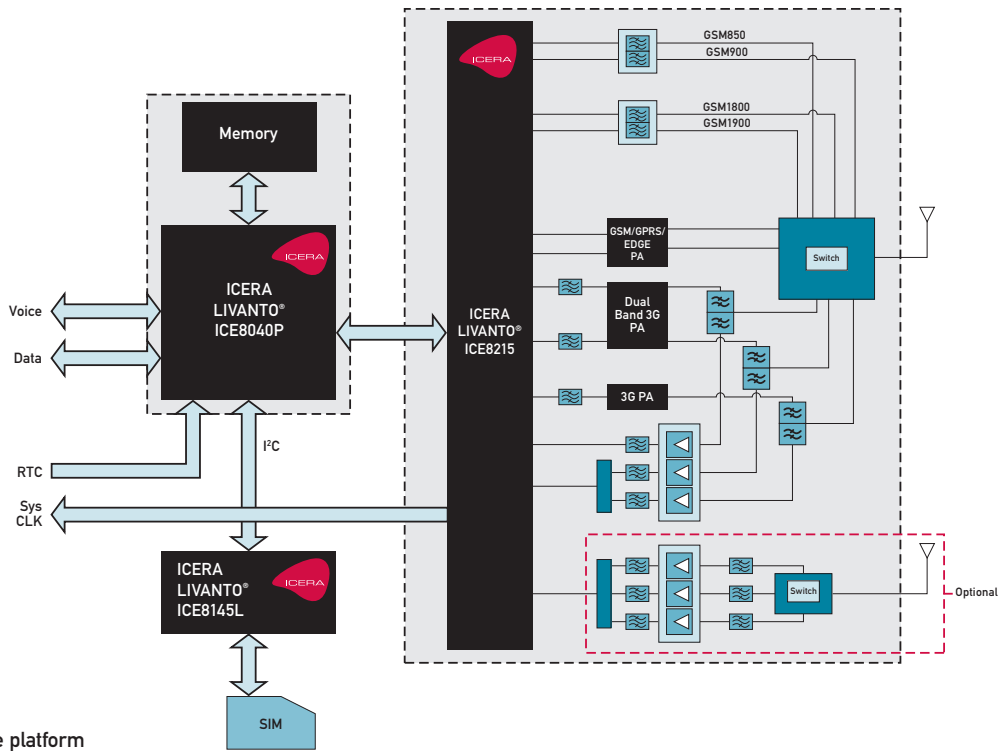 ICERA
GSM850
GSM900
GSM1800
GSM1900
Memory
ICERA
ICERA
LIVANTO®
ICE8040P
Voice
Data
ICERA
LIVANTO®
ICE8215
GSM/GPRS/
EDGE
PA
Switch
Dual
Band 3G
PA
3G PA
I²C
RTC
Sys
CLK
ICERA
LIVANTO®
ICE8145L
ICERA
Switch
Optional
SIM
platform